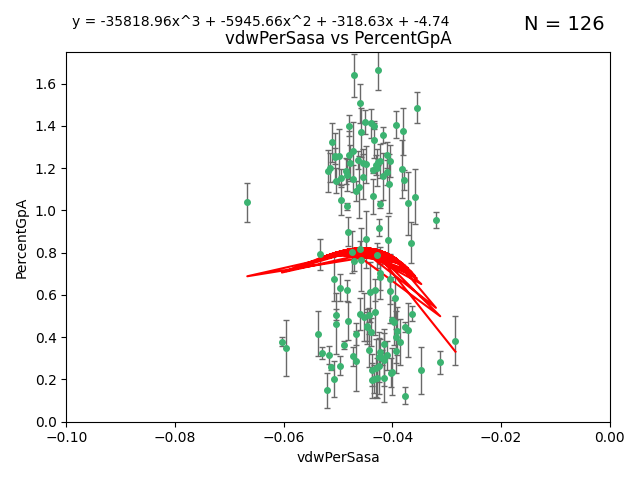 y = -35818.96x^3 + -5945.66x^2 + -318.63x + -4.74
N = 126
vdwPerSasa vs PercentGpA
PercentGpA
1.6
1.4
1.2
1.0
0.8
0.6
0.4
0.2
0.0
−0.10 −0.08 −0.06 −0.04 −0.02 0.00
vdwPerSasa